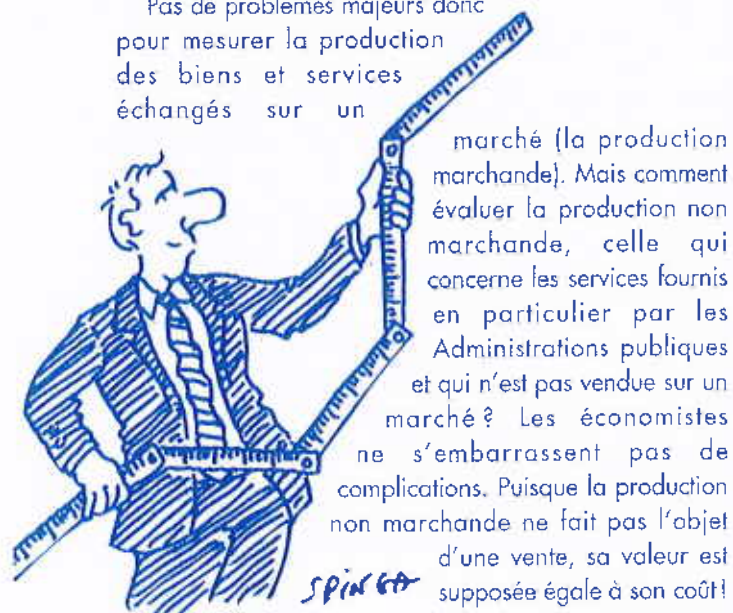 Pas de problèmes majeurs donc
pour mesurer la production
des biens et services
échangés sur un
marché (la production
marchande). Mais comment
évaluer la production non
marchande, celle qui
concerne les services fournis
en particulier par les
Administrations publiques
et qui n'est pas vendue sur un
marché ? Les économistes
ne s'embarrassent pas de
complications. Puisque la production
non marchande ne fait pas l'objet
d'une vente, sa valeur est
supposée égale à son coût !
SPINGA